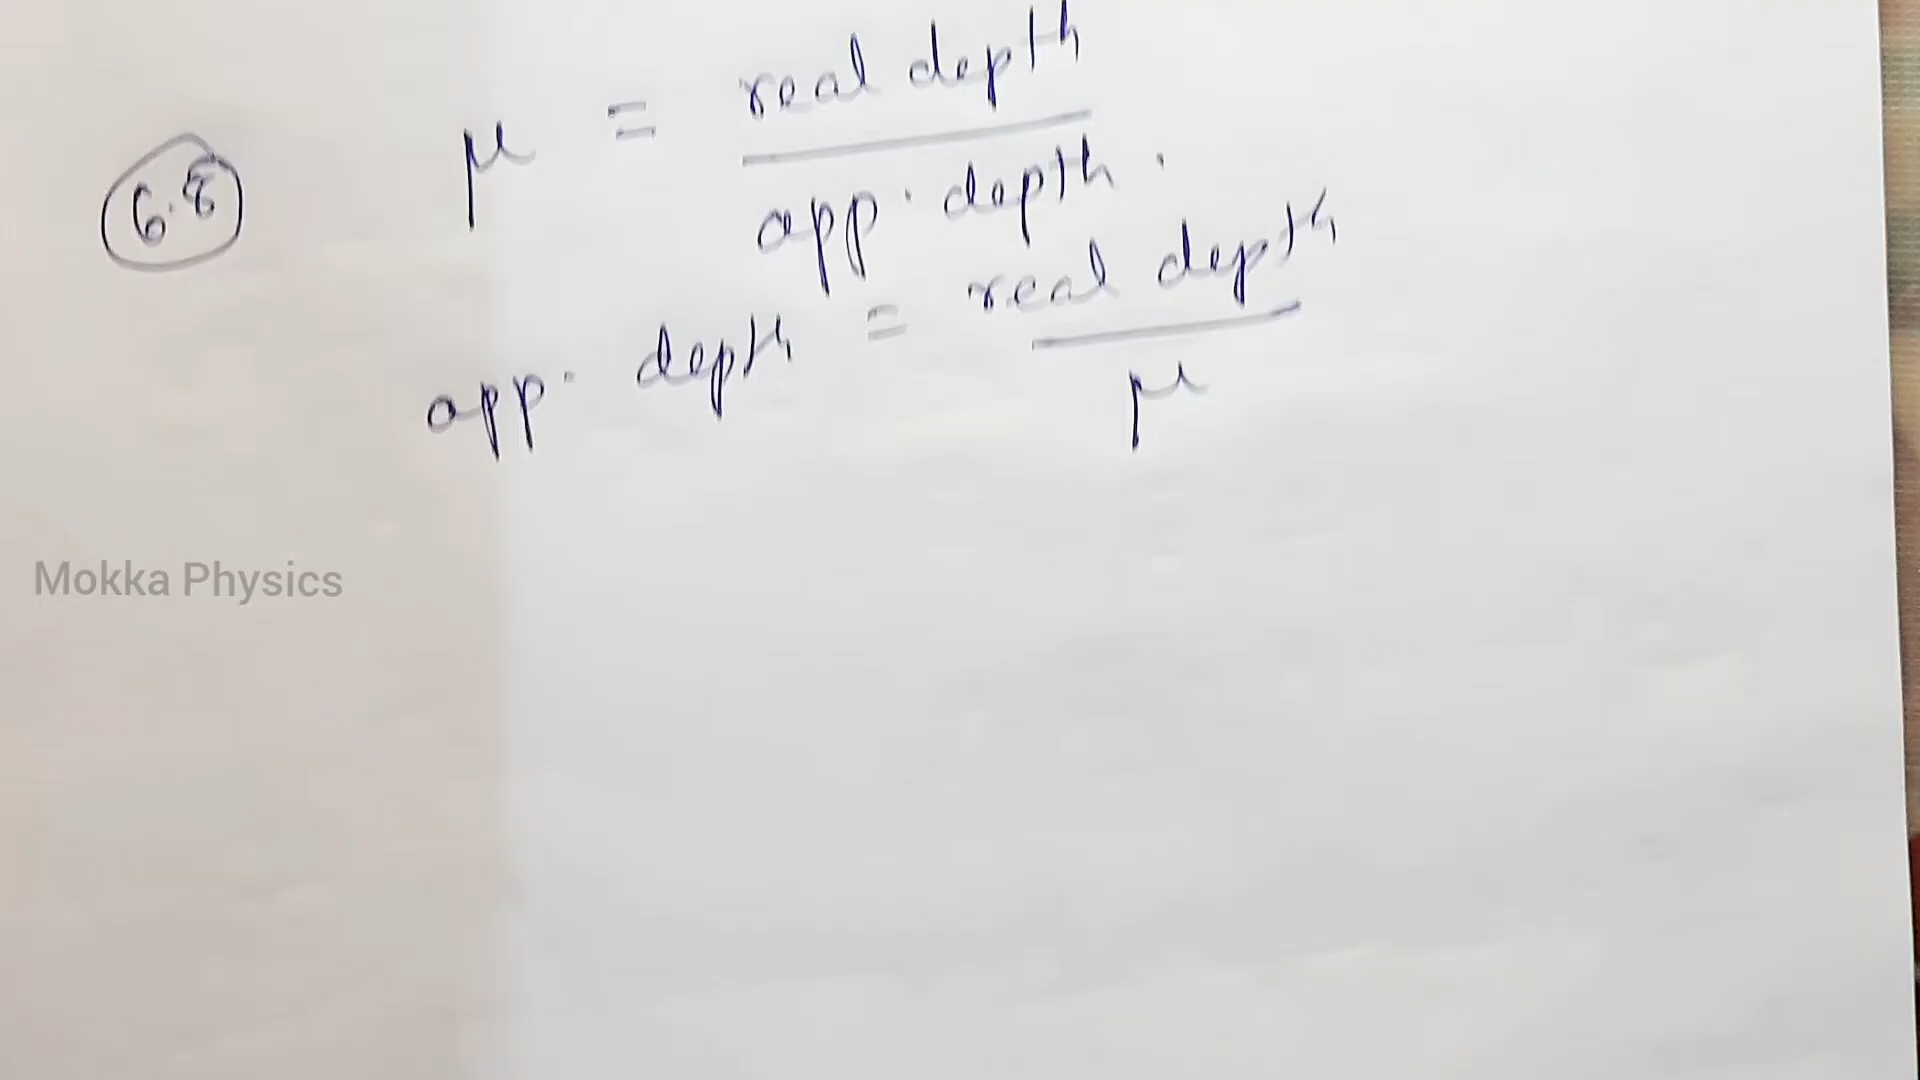 6.8
μ = real depth / app. depth.
app. depth = real depth / μ
Mokka Physics